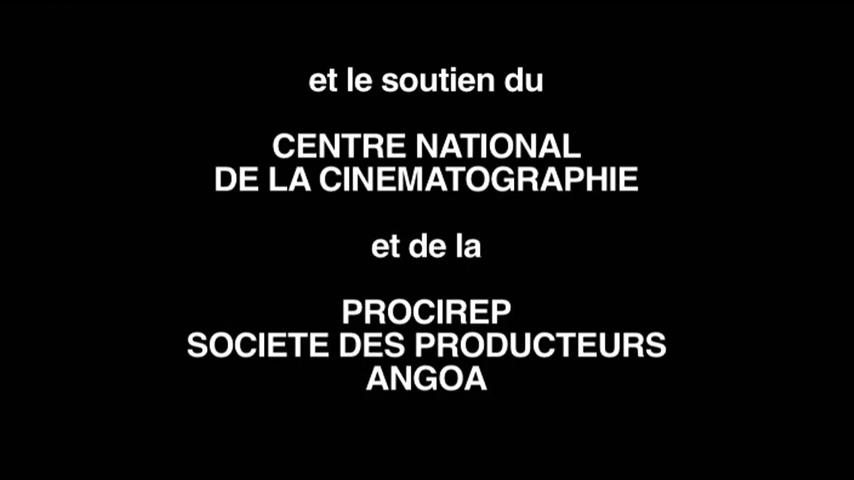 et le soutien du
CENTRE NATIONAL
DE LA CINEMATOGRAPHIE
et de la
PROCIREP
SOCIETE DES PRODUCTEURS
ANGOA